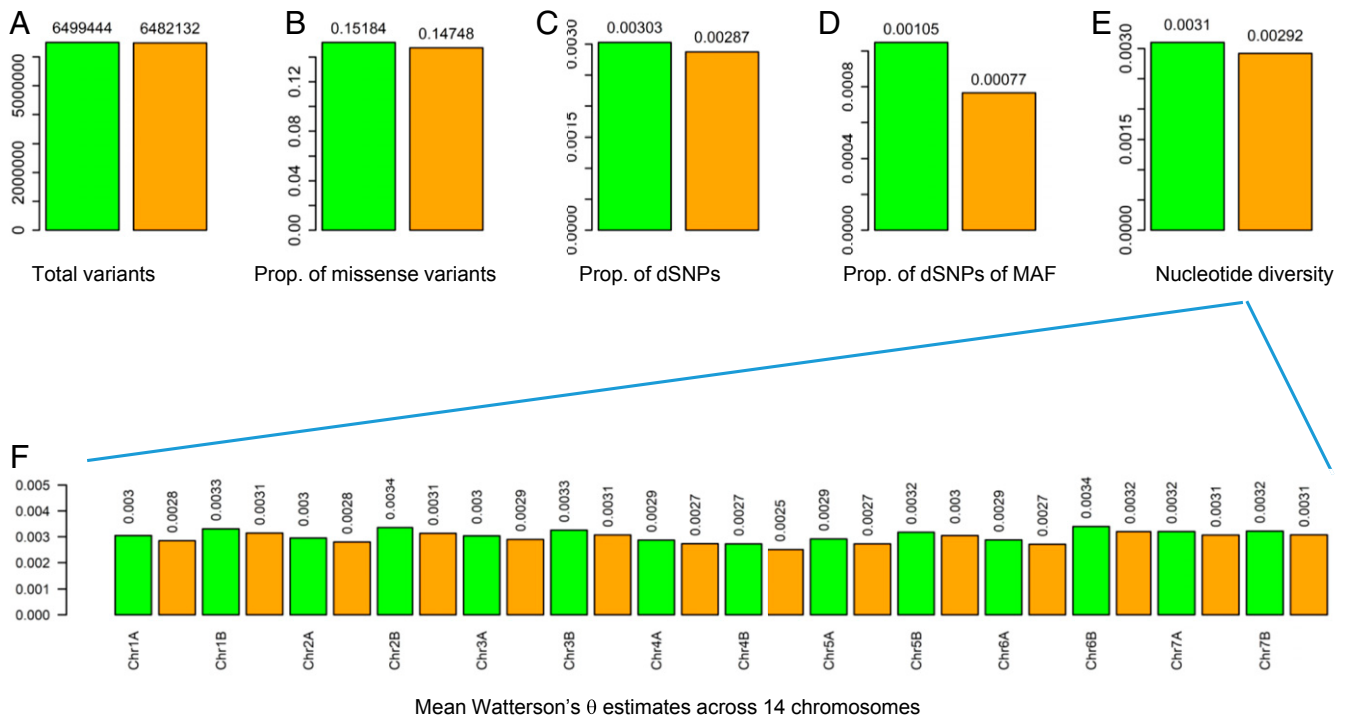 A
B
C
D
E
6499444 6482132
0.15184 0.14748
0.00303 0.00287
0.00105 0.00077
0.0031 0.00292
0 2000000 5000000
0.00 0.04 0.08 0.12
0.0000 0.0015 0.0030
0.0000 0.0004 0.0008
0.0000 0.0015 0.0030
Total variants
Prop. of missense variants
Prop. of dSNPs
Prop. of dSNPs of MAF
Nucleotide diversity
F
0.005
0.004
0.003
0.002
0.001
0.000
0.003 0.0028 0.0033 0.0031 0.003 0.0028 0.0034 0.0031 0.003 0.0029 0.0033 0.0031 0.0029 0.0027 0.0027 0.0025 0.0029 0.0027 0.0032 0.003 0.0029 0.0027 0.0034 0.0032 0.0032 0.0031 0.0032 0.0031
Chr1A Chr1B Chr2A Chr2B Chr3A Chr3B Chr4A Chr4B Chr5A Chr5B Chr6A Chr6B Chr7A Chr7B
Mean Watterson's θ estimates across 14 chromosomes